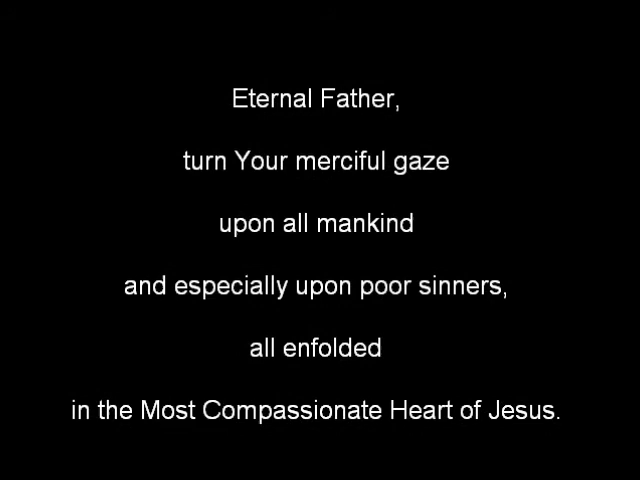 Eternal Father,
turn Your merciful gaze
upon all mankind
and especially upon poor sinners,
all enfolded
in the Most Compassionate Heart of Jesus.